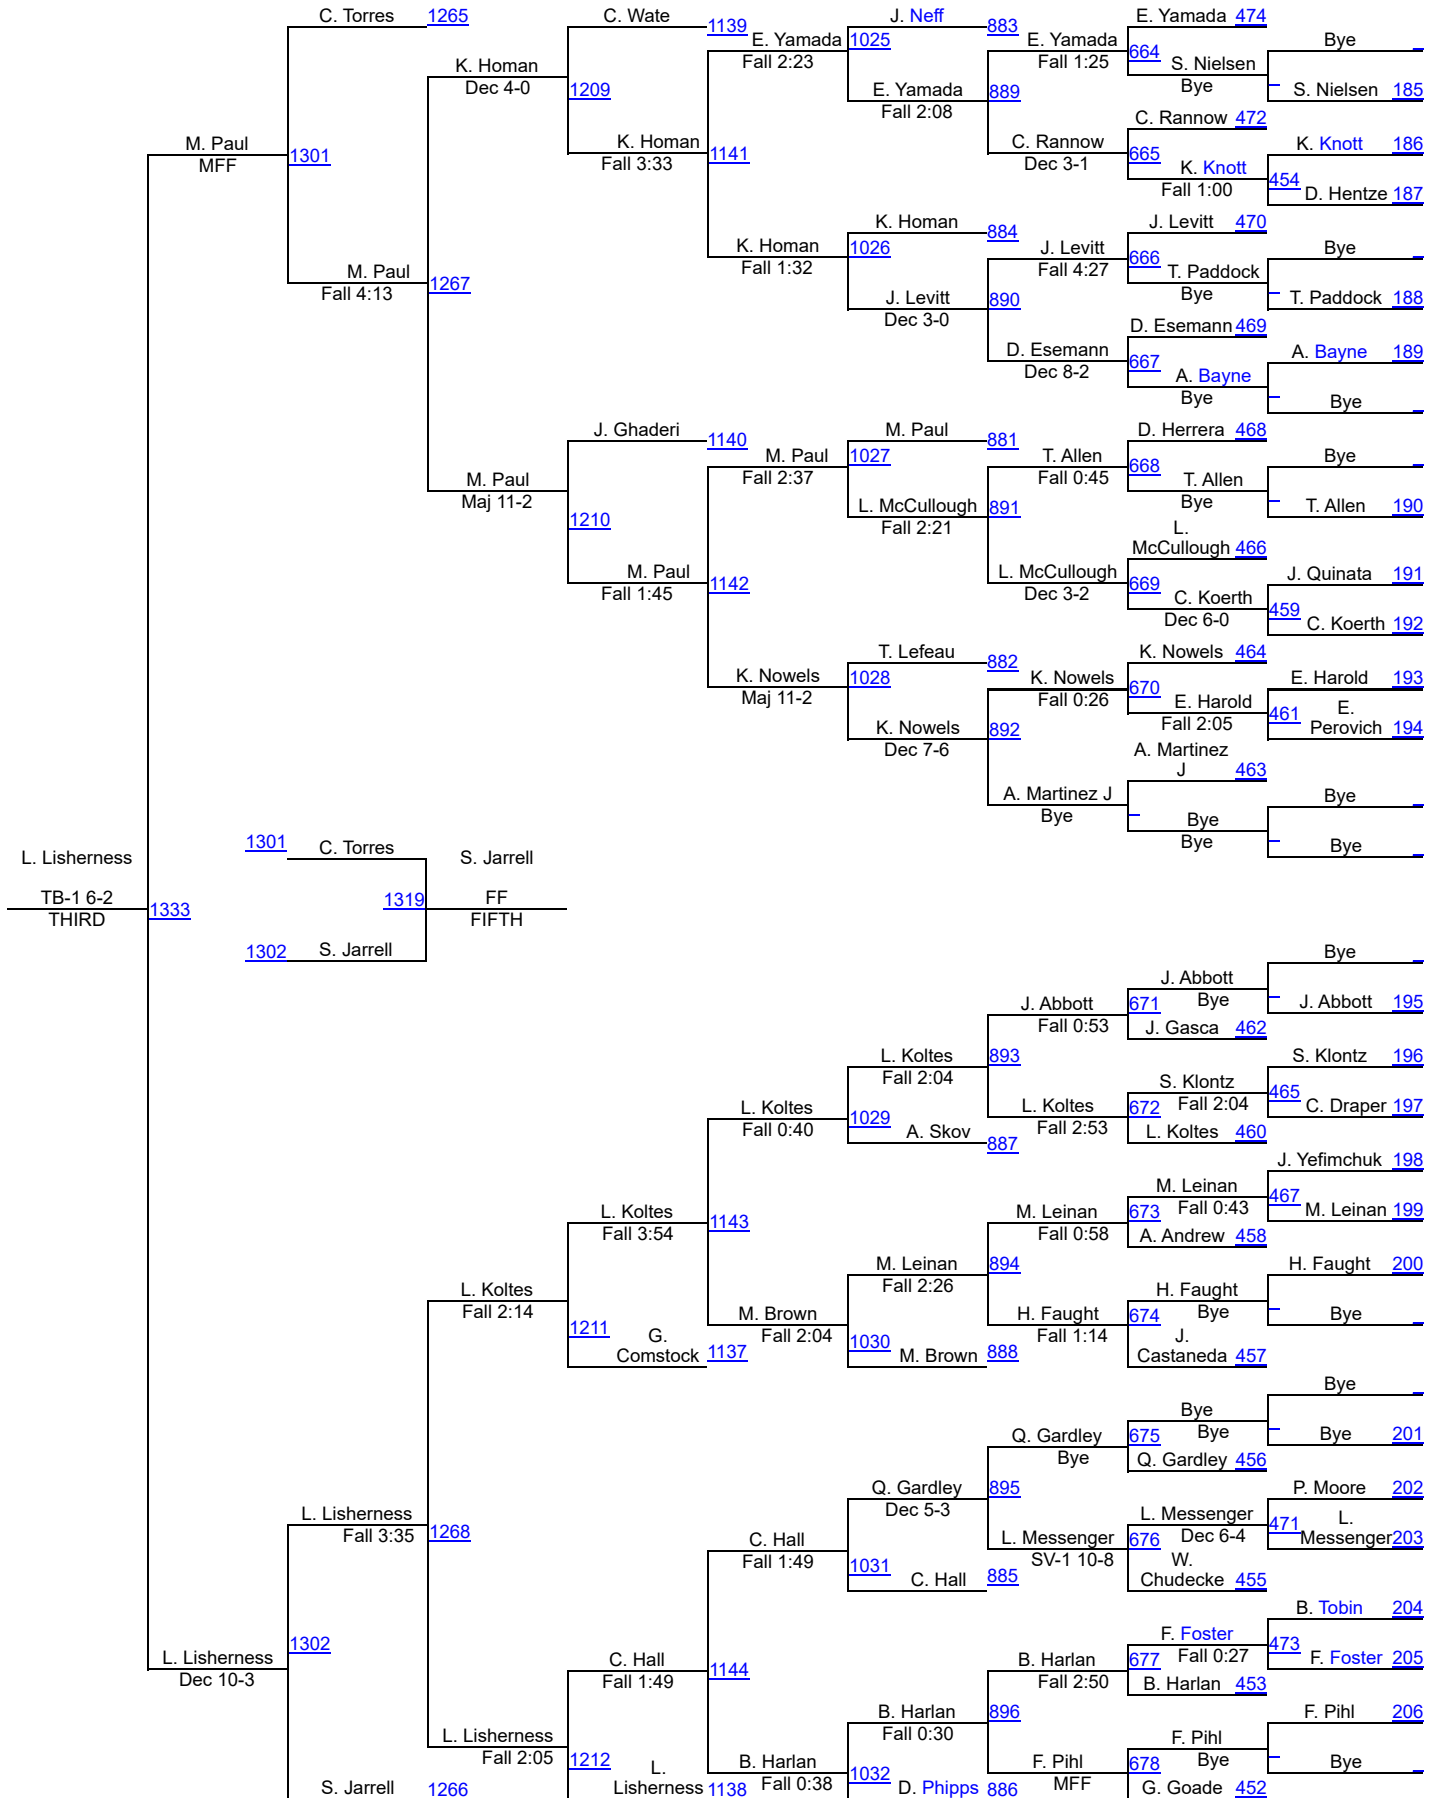 C. Torres 1265
C. Wate 1139
J. Neff 883
E. Yamada 474
E. Yamada
Fall 2:23
1025
E. Yamada
Fall 1:25
664
Bye
S. Nielsen
Bye
K. Homan
Dec 4-0
1209
E. Yamada
Fall 2:08
889
S. Nielsen 185
C. Rannow 472
M. Paul
MFF
1301
K. Homan
Fall 3:33
1141
C. Rannow
Dec 3-1
665
K. Knott 186
K. Knott
Fall 1:00
454
D. Hentze 187
K. Homan 884
J. Levitt 470
K. Homan
Fall 1:32
1026
J. Levitt
Fall 4:27
666
Bye
T. Paddock
Bye
M. Paul
Fall 4:13
1267
J. Levitt
Dec 3-0
890
T. Paddock 188
D. Esemann 469
D. Esemann
Dec 8-2
667
A. Bayne 189
A. Bayne
Bye
Bye
J. Ghaderi 1140
M. Paul 881
D. Herrera 468
M. Paul
Fall 2:37
1027
T. Allen
Fall 0:45
668
Bye
T. Allen
Bye
M. Paul
Maj 11-2
1210
L. McCullough
Fall 2:21
891
T. Allen 190
L.
McCullough 466
M. Paul
Fall 1:45
1142
L. McCullough
Dec 3-2
669
J. Quinata 191
C. Koerth
Dec 6-0
459
C. Koerth 192
T. Lefeau 882
K. Nowels 464
K. Nowels
Maj 11-2
1028
K. Nowels
Fall 0:26
670
E. Harold 193
E. Harold
Fall 2:05
461
E.
Perovich 194
K. Nowels
Dec 7-6
892
A. Martinez
J 463
A. Martinez J
Bye
Bye
Bye
Bye
Bye
1301 C. Torres
L. Lisherness
TB-1 6-2
THIRD
1333
S. Jarrell
1319 FF
FIFTH
1302 S. Jarrell
Bye
J. Abbott
Bye
J. Abbott
Fall 0:53
671
J. Abbott 195
J. Gasca 462
L. Koltes
Fall 2:04
893
S. Klontz 196
S. Klontz
Fall 2:04
465
L. Koltes
Fall 0:40
1029
L. Koltes
Fall 2:53
672
C. Draper 197
A. Skov 887
L. Koltes 460
J. Yefimchuk 198
M. Leinan
Fall 0:43
467
L. Koltes
Fall 3:54
1143
M. Leinan
Fall 0:58
673
M. Leinan 199
A. Andrew 458
M. Leinan
Fall 2:26
894
H. Faught 200
L. Koltes
Fall 2:14
1211
H. Faught
Bye
M. Brown
Fall 2:04
1030
H. Faught
Fall 1:14
674
Bye
G.
Comstock 1137
M. Brown 888
J.
Castaneda 457
Bye
Bye
Bye
Q. Gardley
Bye
675
Bye 201
Q. Gardley 456
Q. Gardley
Dec 5-3
895
P. Moore 202
L. Lisherness
Fall 3:35
1268
L. Messenger
Dec 6-4
471
L.
Messenger 203
C. Hall
Fall 1:49
1031
L. Messenger
SV-1 10-8
676
C. Hall 885
W.
Chudecke 455
B. Tobin 204
L. Lisherness
Dec 10-3
1302
C. Hall
Fall 1:49
1144
B. Harlan
Fall 2:50
677
F. Foster
Fall 0:27
473
F. Foster 205
B. Harlan 453
B. Harlan
Fall 0:30
896
F. Pihl 206
L. Lisherness
Fall 2:05
1212
F. Pihl
Bye
B. Harlan
Fall 0:38
1032
F. Pihl
MFF
678
Bye
S. Jarrell 1266
L.
Lisherness 1138
D. Phipps 886
G. Goade 452